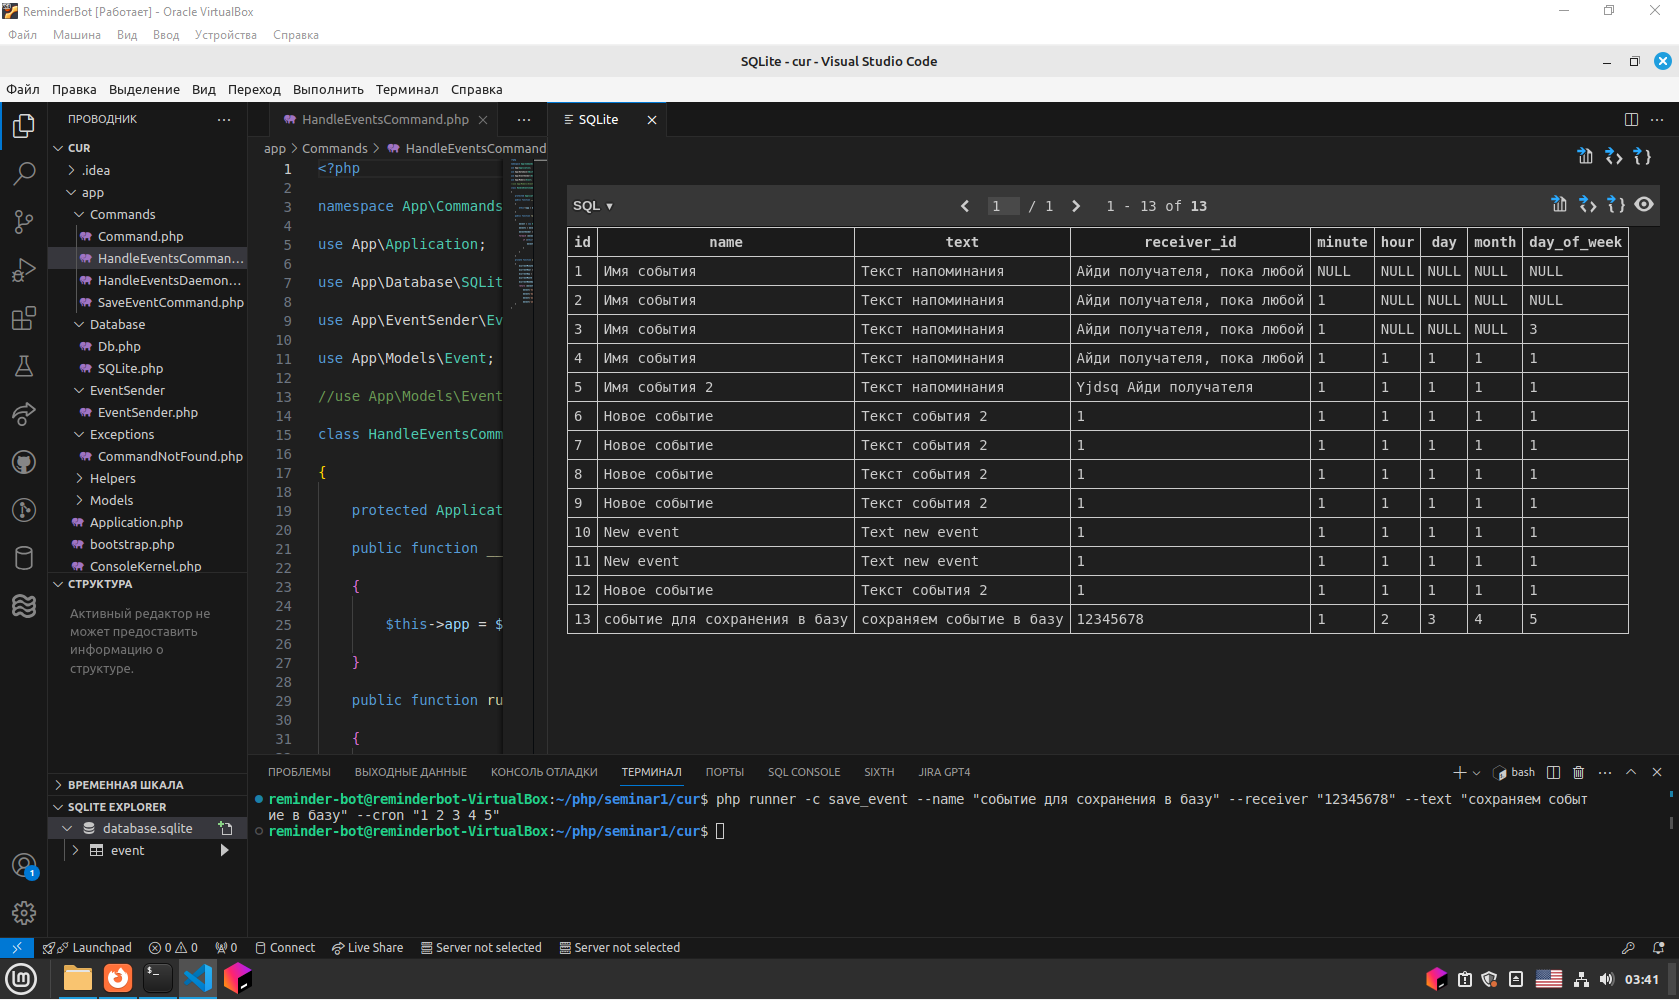 ReminderBot [Работает] - Oracle VirtualBox
Файл Машина Вид Ввод Устройства Справка
SQLite - cur - Visual Studio Code
Файл Правка Выделение Вид Переход Выполнить Терминал Справка
ПРОВОДНИК
CUR
.idea
app
Commands
Command.php
HandleEventsComman...
HandleEventsDaemon...
SaveEventCommand.php
Database
Db.php
SQLite.php
EventSender
EventSender.php
Exceptions
CommandNotFound.php
Helpers
Models
Application.php
bootstrap.php
ConsoleKernel.php
СТРУКТУРА
Активный редактор не
может предоставить
информацию о
структуре.
ВРЕМЕННАЯ ШКАЛА
SQLITE EXPLORER
database.sqlite
event
HandleEventsCommand.php
app > Commands > HandleEventsCommand
1 <?php
2
3 namespace App\Commands
4
5 use App\Application;
6
7 use App\Database\SQLit
8
9 use App\EventSender\Ev
10
11 use App\Models\Event;
12
13 //use App\Models\Event
14
15 class HandleEventsComm
16
17 {
18
19 protected Applicat
20
21 public function __
22
23 {
24
25 $this->app = $
26
27 }
28
29 public function ru
30
31 {
SQLite
SQL ▼ 1 / 1 1 - 13 of 13
id name text receiver_id minute hour day month day_of_week
1 Имя события Текст напоминания Айди получателя, пока любой NULL NULL NULL NULL NULL
2 Имя события Текст напоминания Айди получателя, пока любой 1 NULL NULL NULL NULL
3 Имя события Текст напоминания Айди получателя, пока любой 1 NULL NULL NULL 3
4 Имя события Текст напоминания Айди получателя, пока любой 1 1 1 1 1
5 Имя события 2 Текст напоминания Yjdsq Айди получателя 1 1 1 1 1
6 Новое событие Текст события 2 1 1 1 1 1 1
7 Новое событие Текст события 2 1 1 1 1 1 1
8 Новое событие Текст события 2 1 1 1 1 1 1
9 Новое событие Текст события 2 1 1 1 1 1 1
10 New event Text new event 1 1 1 1 1 1
11 New event Text new event 1 1 1 1 1 1
12 Новое событие Текст события 2 1 1 1 1 1 1
13 событие для сохранения в базу сохраняем событие в базу 12345678 1 2 3 4 5
ПРОБЛЕМЫ ВЫХОДНЫЕ ДАННЫЕ КОНСОЛЬ ОТЛАДКИ ТЕРМИНАЛ ПОРТЫ SQL CONSOLE SIXTH JIRA GPT4
bash
reminder-bot@reminderbot-VirtualBox:~/php/seminar1/cur$ php runner -c save_event --name "событие для сохранения в базу" --receiver "12345678" --text "сохраняем событ
ие в базу" --cron "1 2 3 4 5"
reminder-bot@reminderbot-VirtualBox:~/php/seminar1/cur$
1
Launchpad 0 0 0 Connect Live Share Server not selected Server not selected
03:41